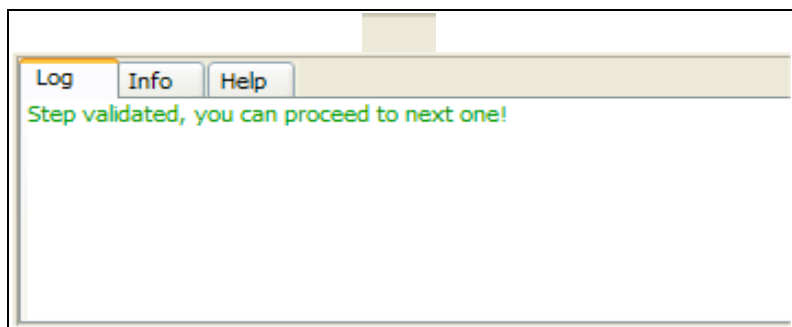 Log Info Help
Step validated, you can proceed to next one!